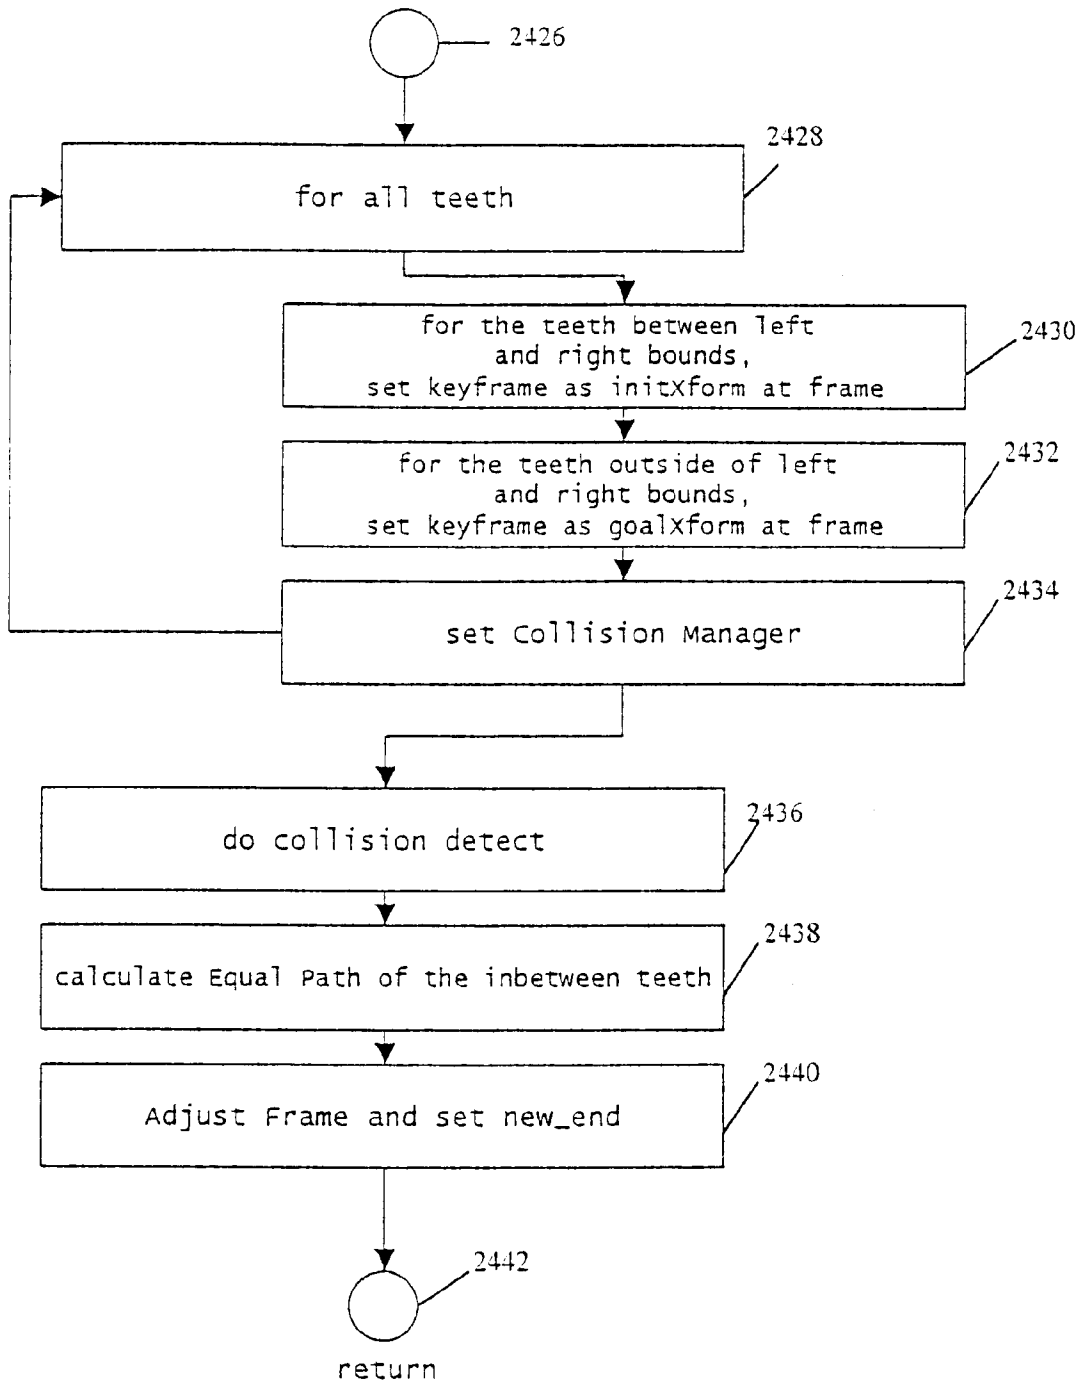 2426
2428
for all teeth
for the teeth between left
and right bounds,
set keyframe as initXform at frame
2430
for the teeth outside of left
and right bounds,
set keyframe as goalXform at frame
2432
set Collision Manager
2434
do collision detect
2436
calculate Equal Path of the inbetween teeth
2438
Adjust Frame and set new_end
2440
2442
return